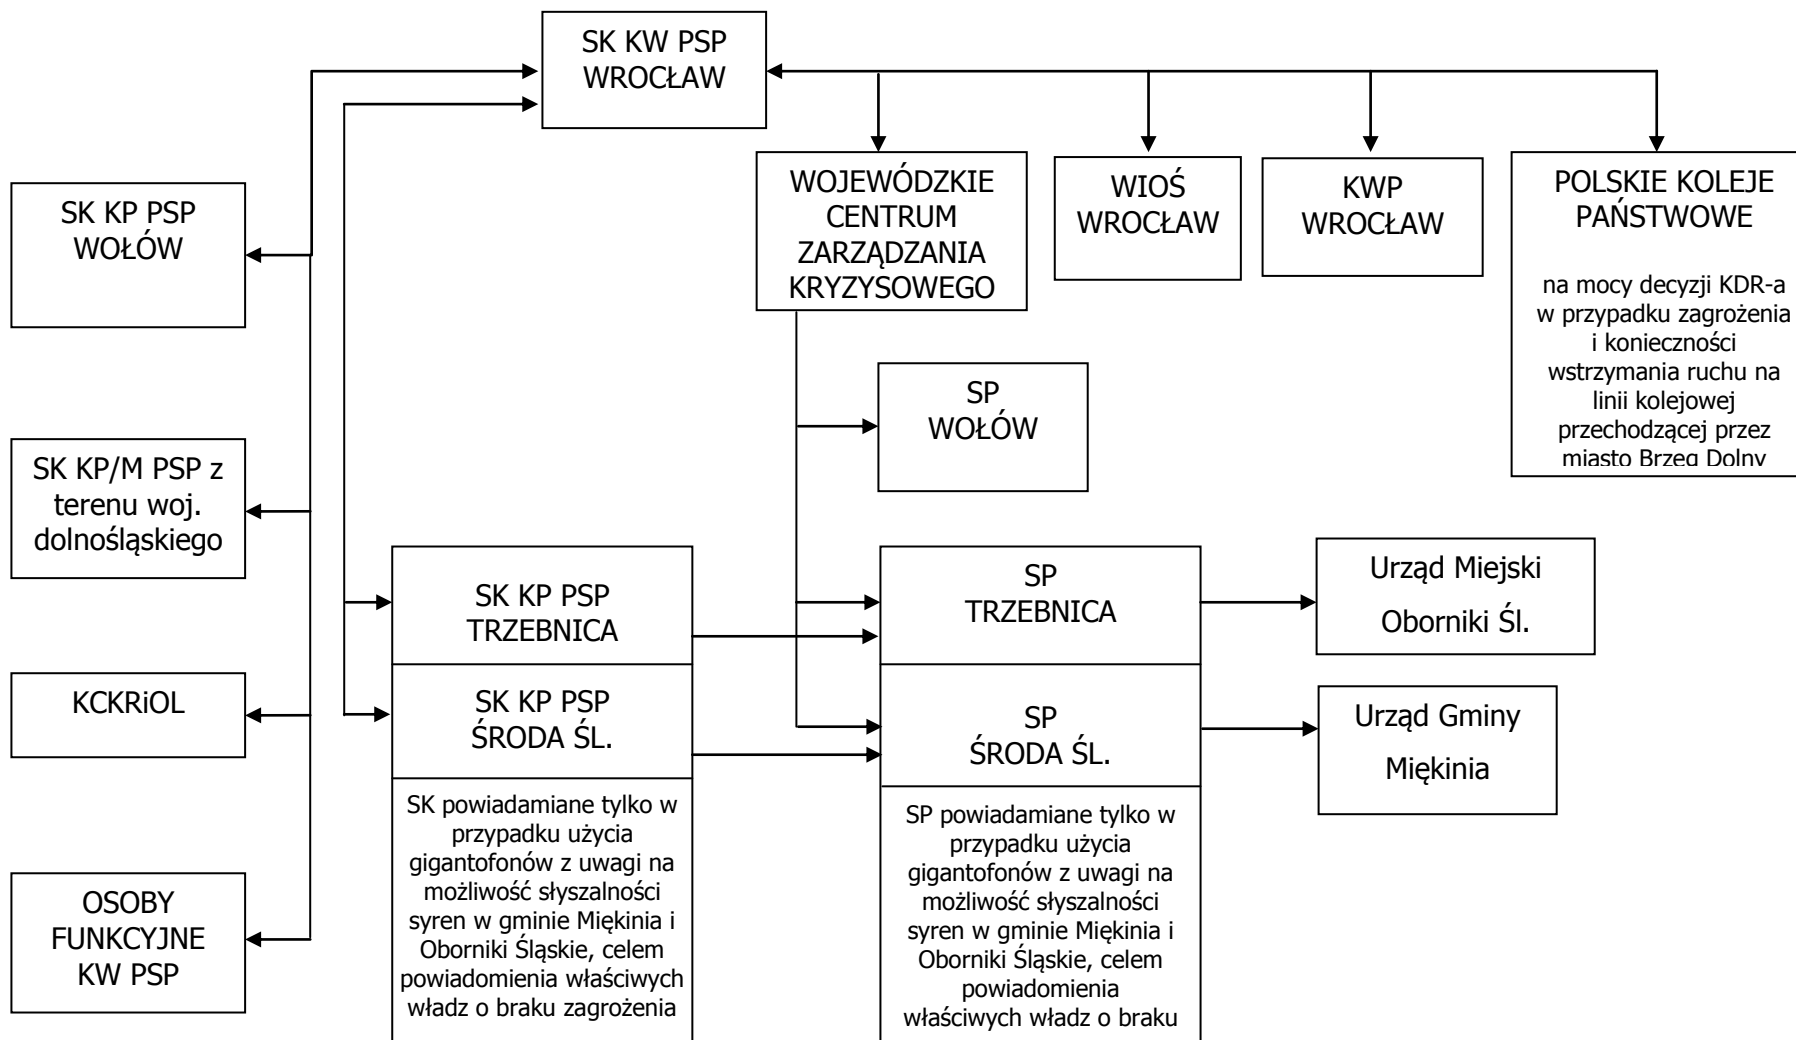 SK KW PSP
WROCŁAW
WOJEWÓDZKIE
CENTRUM
ZARZĄDZANIA
KRYZYSOWEGO
WIOŚ
WROCŁAW
KWP
WROCŁAW
POLSKIE KOLEJE
PAŃSTWOWE
na mocy decyzji KDR-a
w przypadku zagrożenia
i konieczności
wstrzymania ruchu na
linii kolejowej
przechodzącej przez
miasto Brzeg Dolny
SK KP PSP
WOŁÓW
SK KP/M PSP z
terenu woj.
dolnośląskiego
KCKRiOL
OSOBY
FUNKCYJNE
KW PSP
SP
WOŁÓW
SK KP PSP
TRZEBNICA
SK KP PSP
ŚRODA ŚL.
SK powiadamiane tylko w
przypadku użycia
gigantofonów z uwagi na
możliwość słyszalności
syren w gminie Miękinia i
Oborniki Śląskie, celem
powiadomienia właściwych
władz o braku zagrożenia
SP
TRZEBNICA
SP
ŚRODA ŚL.
SP powiadamiane tylko w
przypadku użycia
gigantofonów z uwagi na
możliwość słyszalności
syren w gminie Miękinia i
Oborniki Śląskie, celem
powiadomienia
właściwych władz o braku
Urząd Miejski
Oborniki Śl.
Urząd Gminy
Miękinia